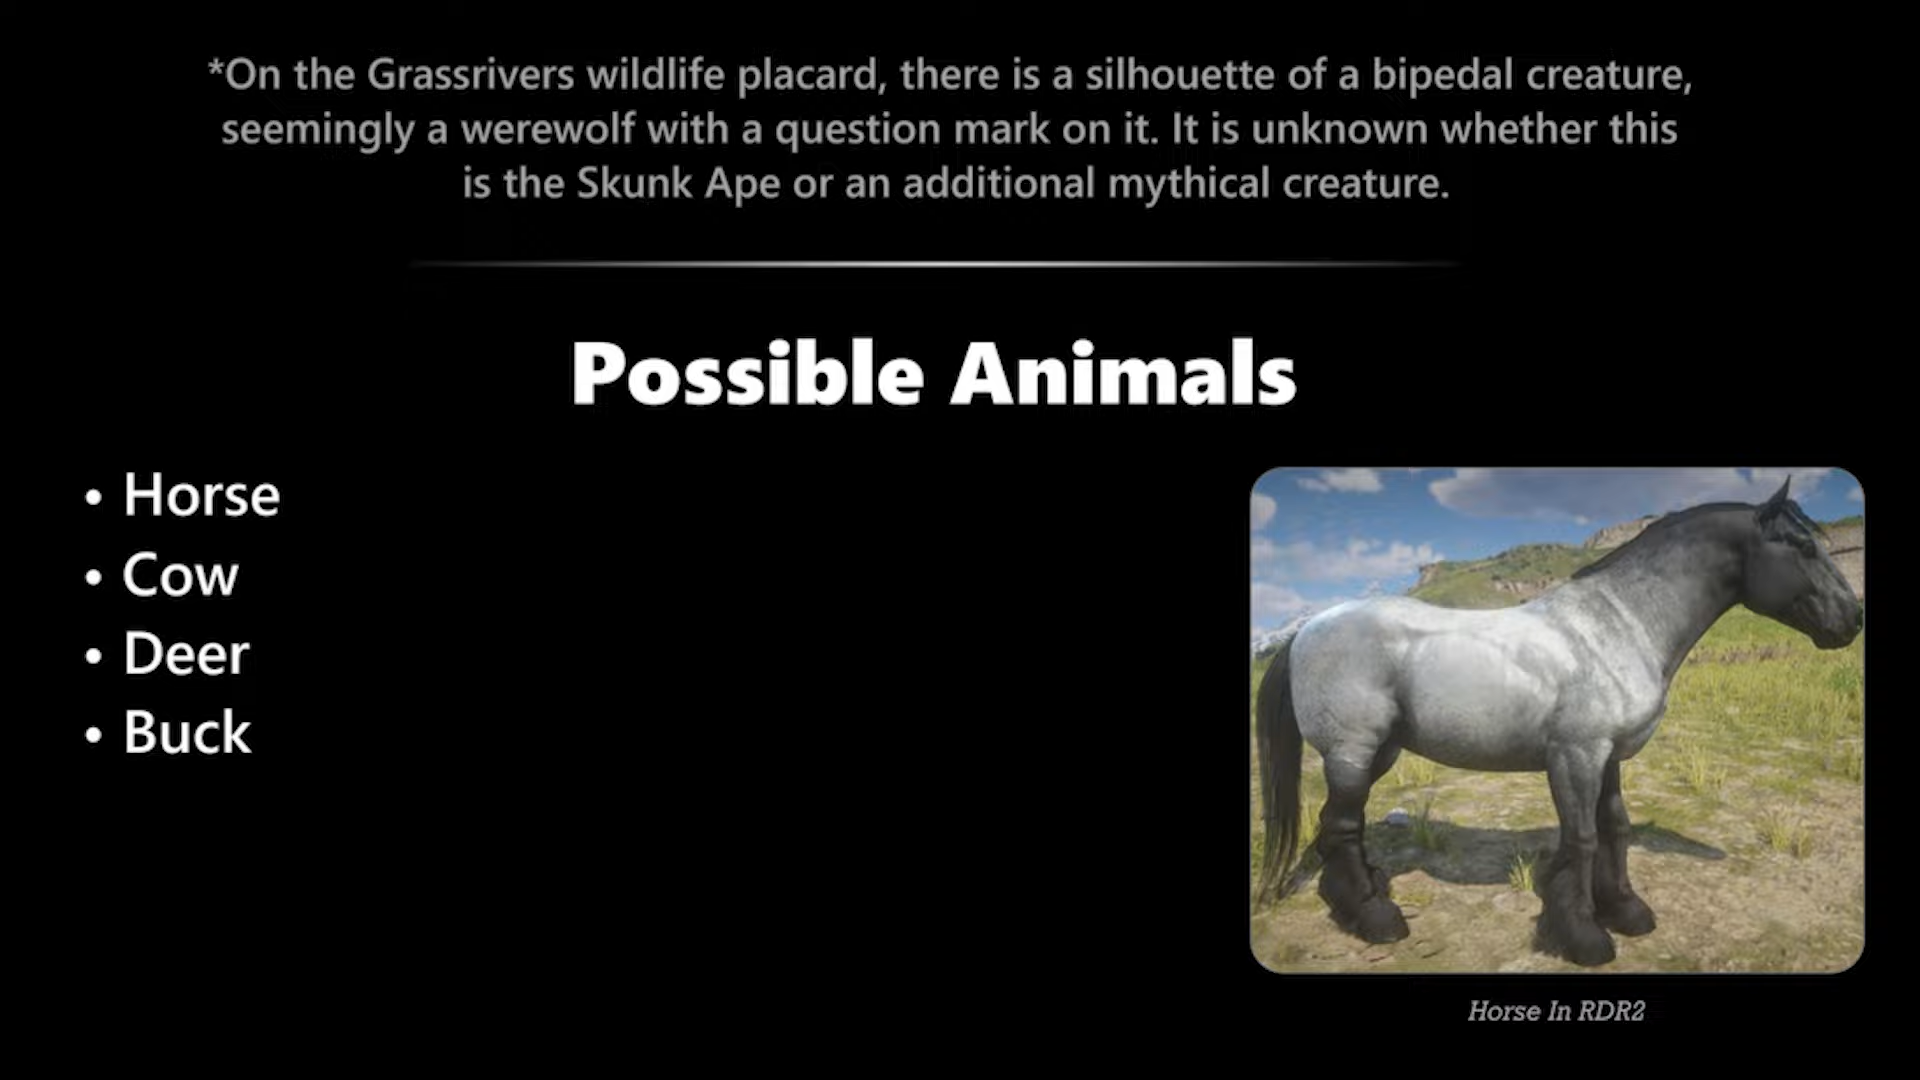 *On the Grassrivers wildlife placard, there is a silhouette of a bipedal creature,
seemingly a werewolf with a question mark on it. It is unknown whether this
is the Skunk Ape or an additional mythical creature.
Possible Animals
• Horse
• Cow
• Deer
• Buck
Horse In RDR2